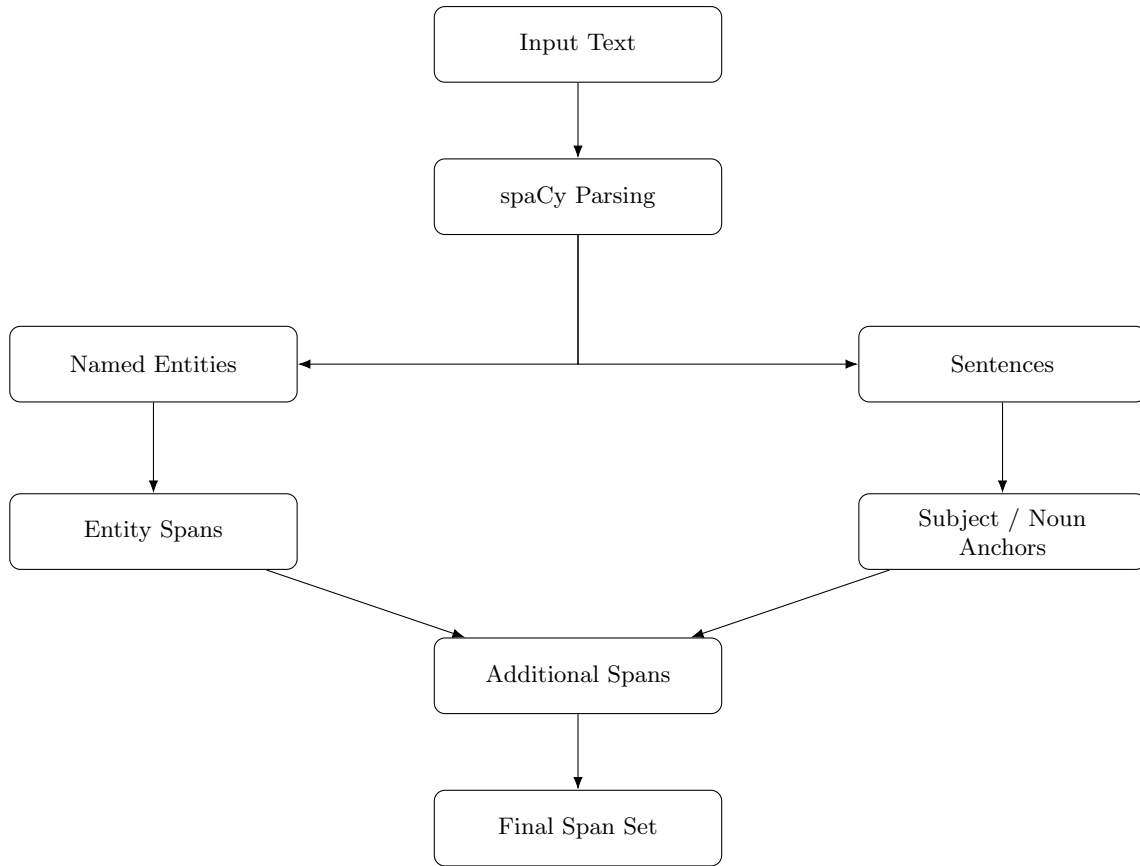 Input Text
spaCy Parsing
Named Entities
Sentences
Entity Spans
Subject / Noun
Anchors
Additional Spans
Final Span Set